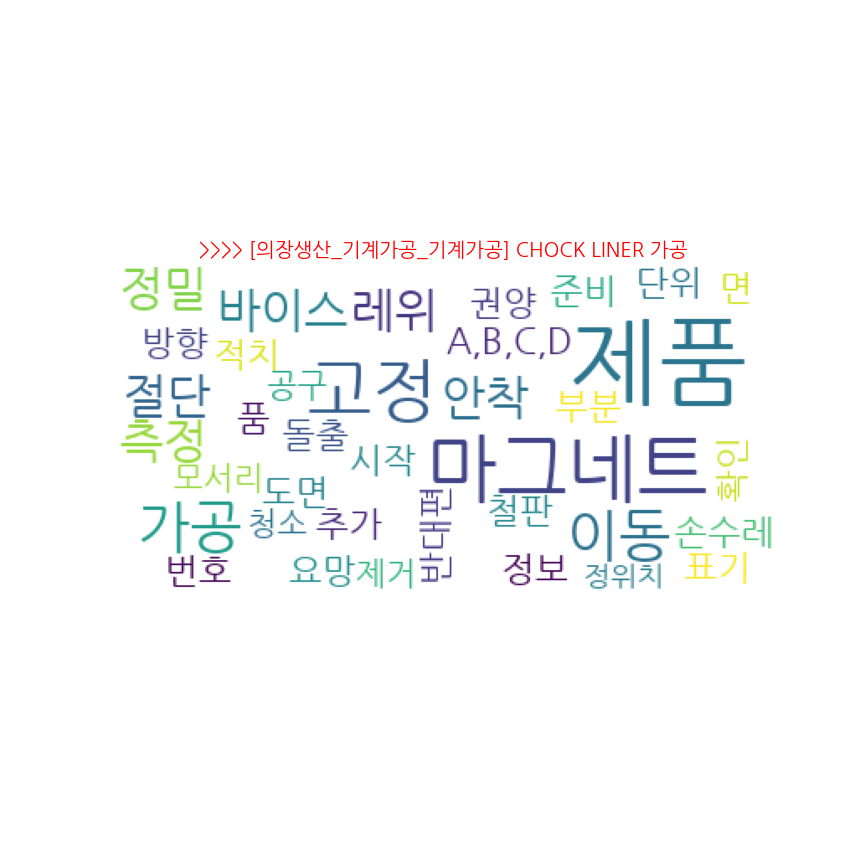 >>>> [의장생산_기계가공_기계가공] CHOCK LINER 가공
정밀 바이스 레위 권양 준비 단위 면
방향 적치 A,B,C,D 제품
절단 공구 고정 안착 부분
측정 품 돌출 시작 마그네트 확인
모서리 도면 반대편 철판
가공 청소 추가 이동 손수레
번호 요망 제거 정보 정위치 표기